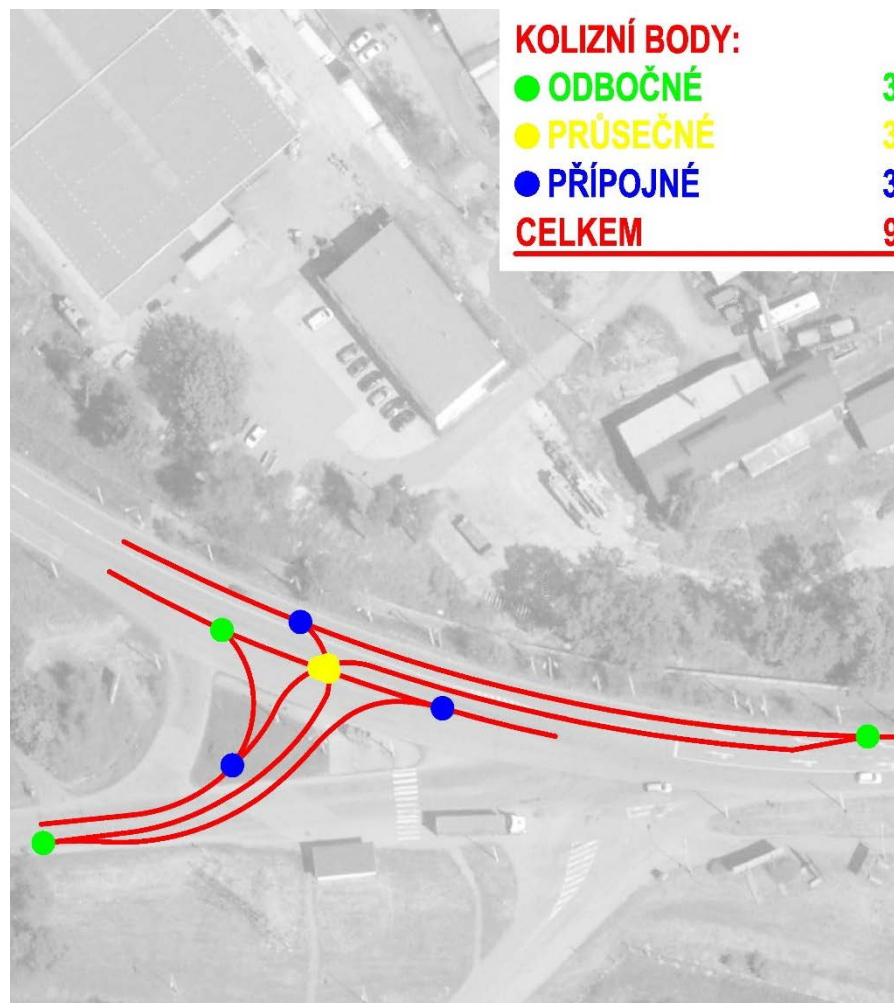 KOLIZNÍ BODY:
ODBOČNÉ 3
PRŮSEČNÉ 3
PŘÍPOJNÉ 3
CELKEM 9